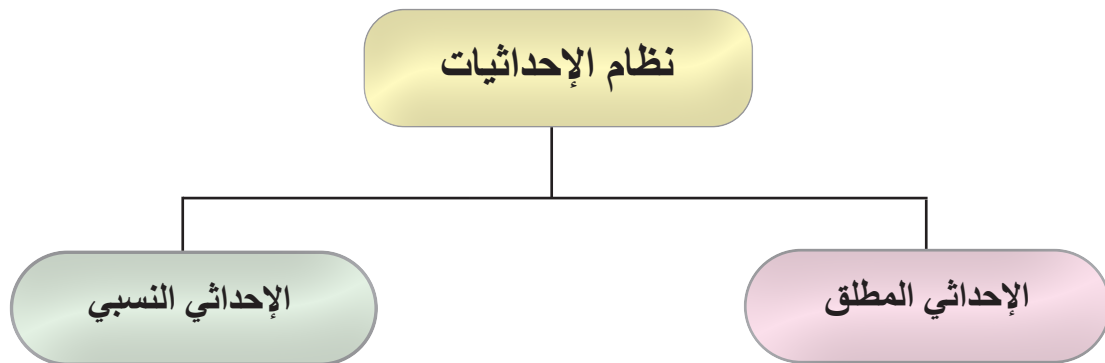 نظام الإحداثيات
الإحداثي المطلق
الإحداثي النسبي